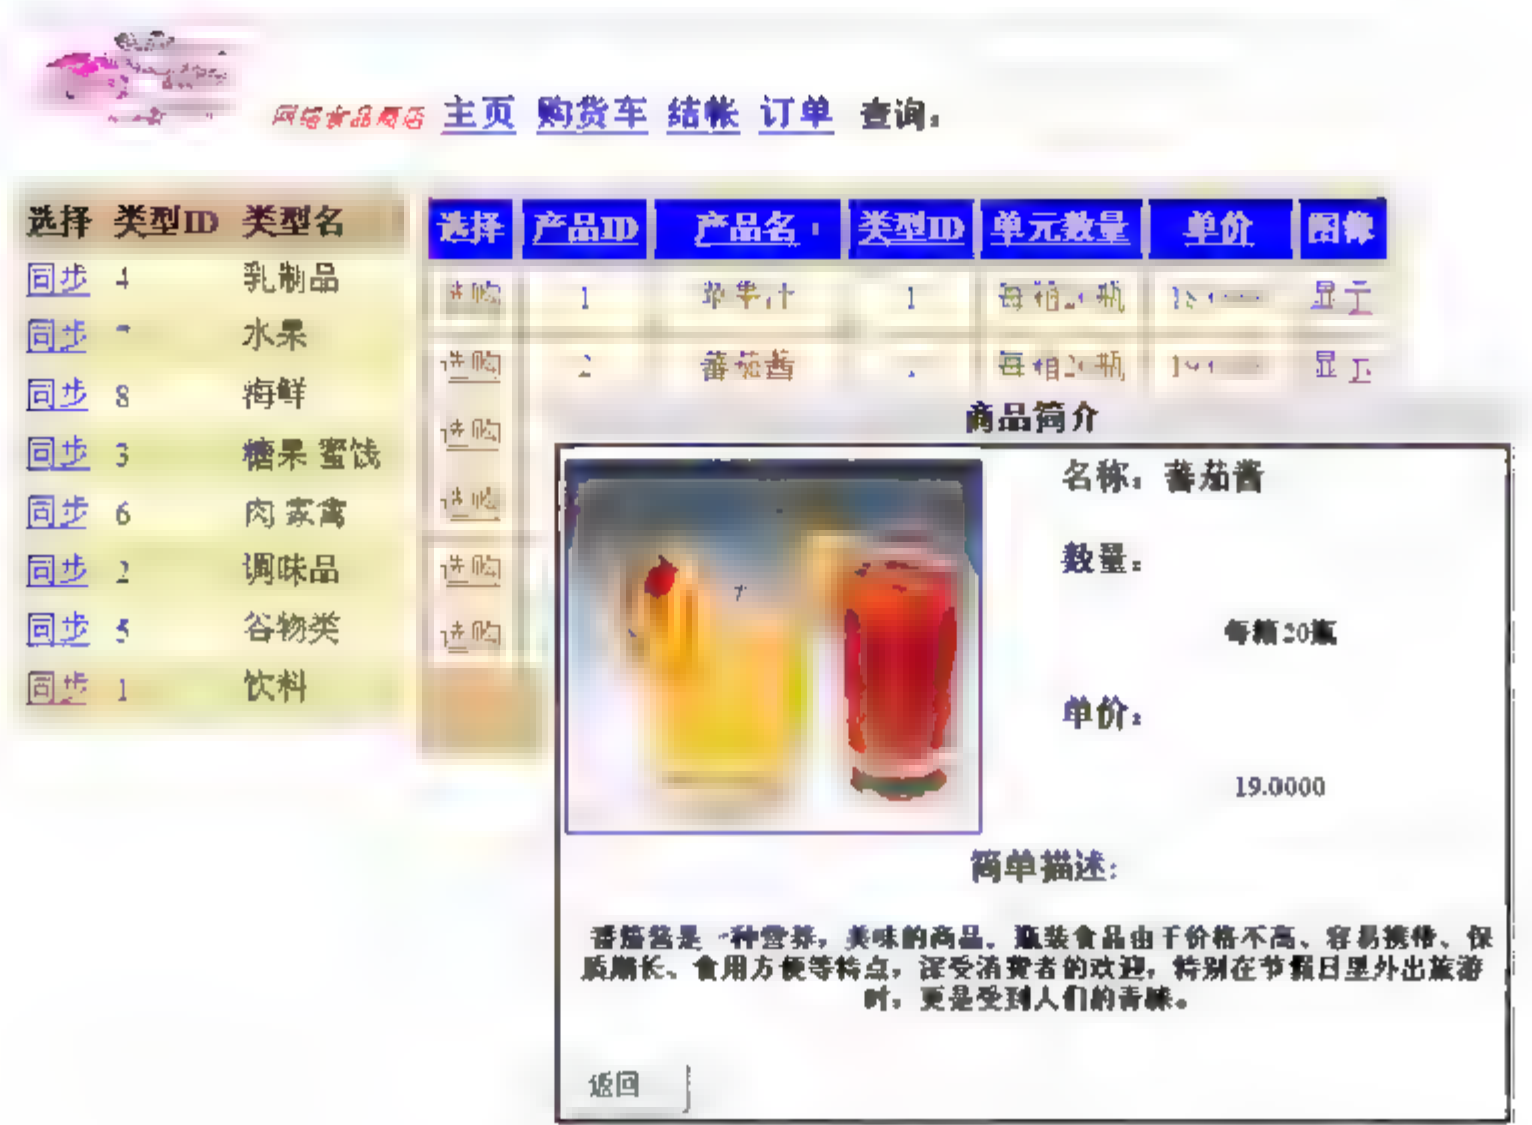 网络食品商店 主页 购货车 结帐 订单 查询:
选择 类型ID 类型名
同步 4 乳制品
同步 水果
同步 8 海鲜
同步 3 糖果 蜜饯
同步 6 肉 家禽
同步 2 调味品
同步 5 谷物类
同步 1 饮料
选择 产品ID 产品名 类型ID 单元数量 单价 图像
选购 1 苹果汁 1 显示
选购 2 蕃茄酱 显示
选购
选购
选购
选购
商品简介
名称: 蕃茄酱
数量:
每箱20瓶
单价:
19.0000
简单描述:
番茄酱是一种营养,美味的商品。瓶装食品由于价格不高、容易携带、保
质期长、食用方便等特点,深受消费者的欢迎,特别在节假日里外出旅游
时,更是受到人们的青睐。
返回